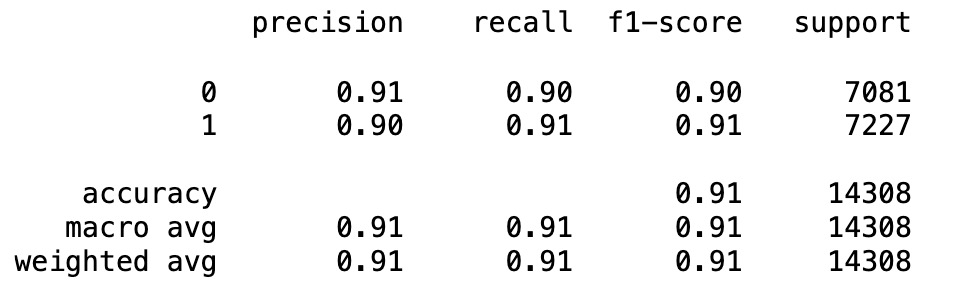 precision recall f1-score support
0 0.91 0.90 0.90 7081
1 0.90 0.91 0.91 7227
accuracy 0.91 14308
macro avg 0.91 0.91 0.91 14308
weighted avg 0.91 0.91 0.91 14308